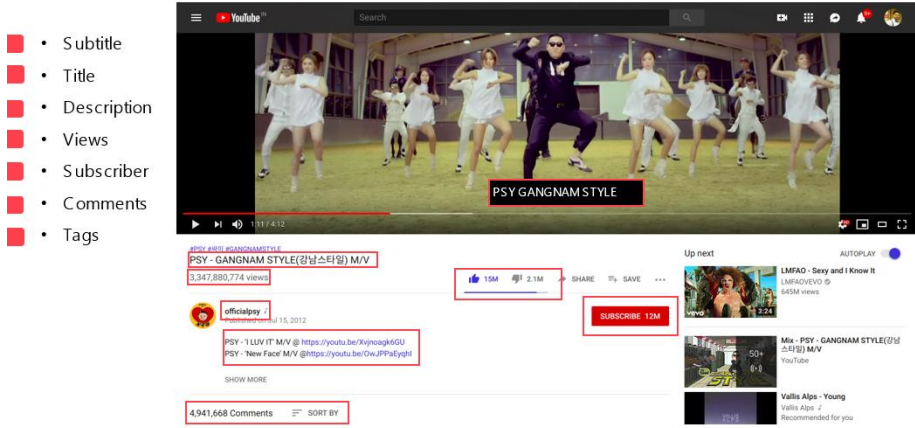 • Subtitle
• Title
• Description
• Views
• Subscriber
• Comments
• Tags
YouTube IN
Search
9+
PSY GANGNAM STYLE
1:11 / 4:12
#PSY #싸이 #GANGNAMSTYLE
PSY - GANGNAM STYLE(강남스타일) M/V
3,347,880,774 views
15M 2.1M SHARE SAVE
officialpsy
Published on Jul 15, 2012
SUBSCRIBE 12M
PSY - 'I LUV IT' M/V @ https://youtu.be/Xvjnoagk6GU
PSY - 'New Face' M/V @https://youtu.be/OwJPPaEyqhI
SHOW MORE
4,941,668 Comments SORT BY
Up next AUTOPLAY
LMFAO - Sexy and I Know It
LMFAOVEVO
645M views
vevo
3:24
Mix - PSY - GANGNAM STYLE(강남
스타일) M/V
YouTube
50+
Vallis Alps - Young
Vallis Alps
Recommended for you